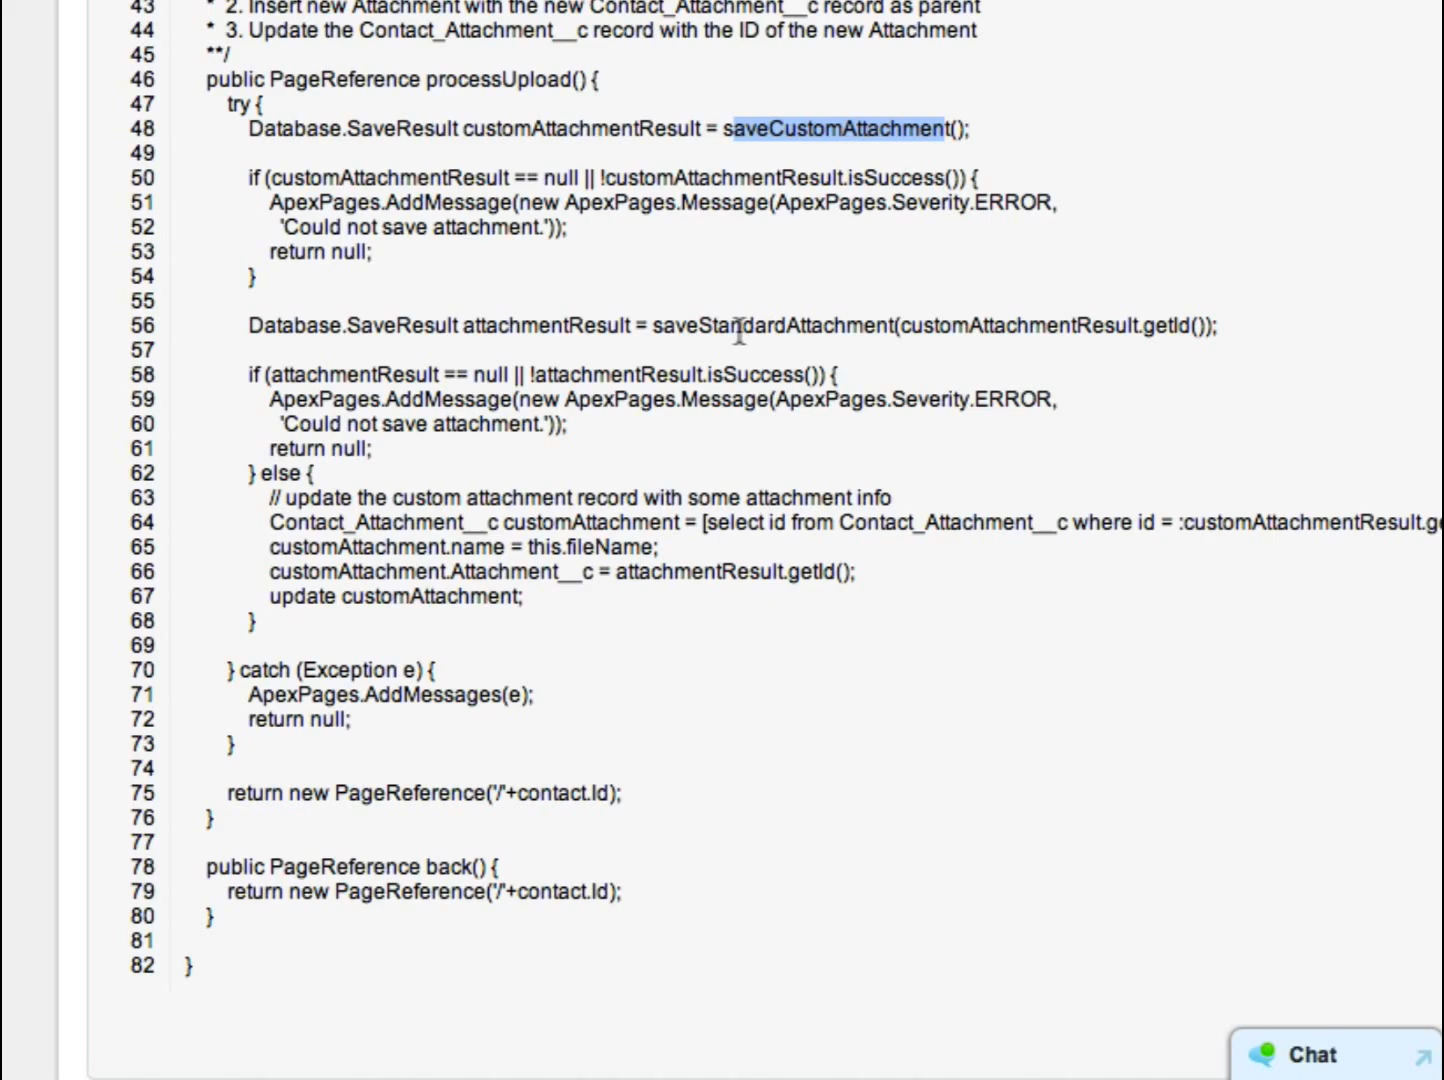 43 * 2. Insert new Attachment with the new Contact_Attachment__c record as parent
44 * 3. Update the Contact_Attachment__c record with the ID of the new Attachment
45 **/
46 public PageReference processUpload() {
47 try {
48 Database.SaveResult customAttachmentResult = saveCustomAttachment();
49
50 if (customAttachmentResult == null || !customAttachmentResult.isSuccess()) {
51 ApexPages.AddMessage(new ApexPages.Message(ApexPages.Severity.ERROR,
52 'Could not save attachment.'));
53 return null;
54 }
55
56 Database.SaveResult attachmentResult = saveStandardAttachment(customAttachmentResult.getId());
57
58 if (attachmentResult == null || !attachmentResult.isSuccess()) {
59 ApexPages.AddMessage(new ApexPages.Message(ApexPages.Severity.ERROR,
60 'Could not save attachment.'));
61 return null;
62 } else {
63 // update the custom attachment record with some attachment info
64 Contact_Attachment__c customAttachment = [select id from Contact_Attachment__c where id = :customAttachmentResult.ge
65 customAttachment.name = this.fileName;
66 customAttachment.Attachment__c = attachmentResult.getId();
67 update customAttachment;
68 }
69
70 } catch (Exception e) {
71 ApexPages.AddMessages(e);
72 return null;
73 }
74
75 return new PageReference('/'+contact.Id);
76 }
77
78 public PageReference back() {
79 return new PageReference('/'+contact.Id);
80 }
81
82 }
Chat